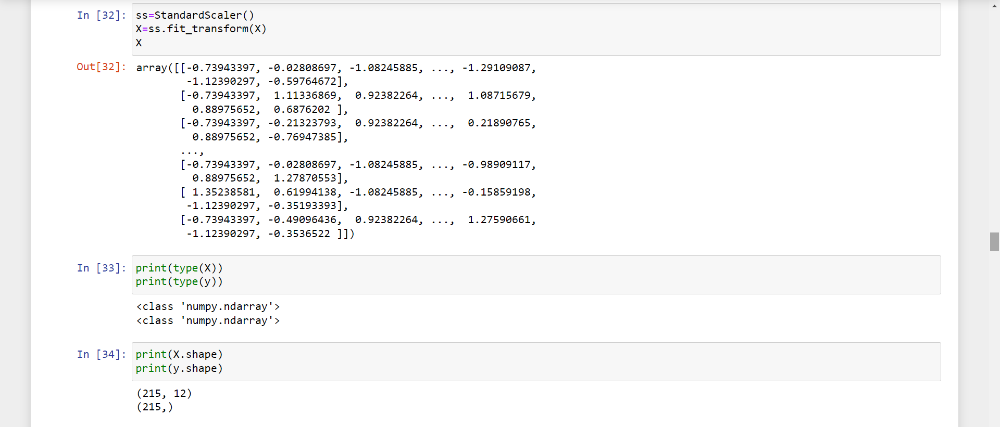 In [32]: ss=StandardScaler()
X=ss.fit_transform(X)
X
Out[32]: array([[-0.73943397, -0.02808697, -1.08245885, ..., -1.29109087,
-1.12390297, -0.59764672],
[-0.73943397,  1.11336869,  0.92382264, ...,  1.08715679,
0.88975652,  0.6876202 ],
[-0.73943397, -0.21323793,  0.92382264, ...,  0.21890765,
0.88975652, -0.76947385],
...,
[-0.73943397, -0.02808697, -1.08245885, ..., -0.98909117,
0.88975652,  1.27870553],
[ 1.35238581,  0.61994138, -1.08245885, ..., -0.15859198,
-1.12390297, -0.35193393],
[-0.73943397, -0.49096436,  0.92382264, ...,  1.27590661,
-1.12390297, -0.3536522 ]])
In [33]: print(type(X))
print(type(y))
<class 'numpy.ndarray'>
<class 'numpy.ndarray'>
In [34]: print(X.shape)
print(y.shape)
(215, 12)
(215,)